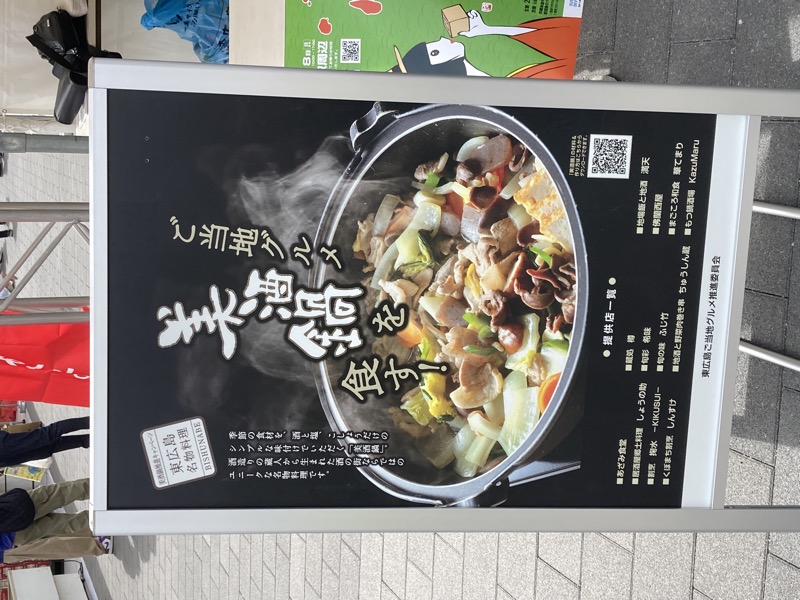 美酒鍋推進キャンペーン
東広島
名物料理
BISHUNABE
ご当地グルメ
美酒鍋を
食す！
季節の食材を、酒と塩、こしょうだけの
シンプルな味付けでいただく「美酒鍋」。
酒造りの蔵人から生まれた酒の街ならではの
ユニークな名物料理です。
「美酒鍋」の材料＆
作り方はこちらから
ダウンロードできます。
●提供店一覧●
■あざみ食堂
■居酒屋郷土料理 しょうの助
■割烹 掬水 －KIKUSUI－
■くぼまち割烹 しんすけ
■蔵処 樽
■旬彩 希味
■旬の味 ふじ竹
■地酒と野菜肉巻き串 ちゅうしん蔵
■地場飯と地酒 満天
■佛蘭西屋
■まごころ和食 華てまり
■もつ鍋酒場 KazuMaru
東広島ご当地グルメ推進委員会
8日
周辺